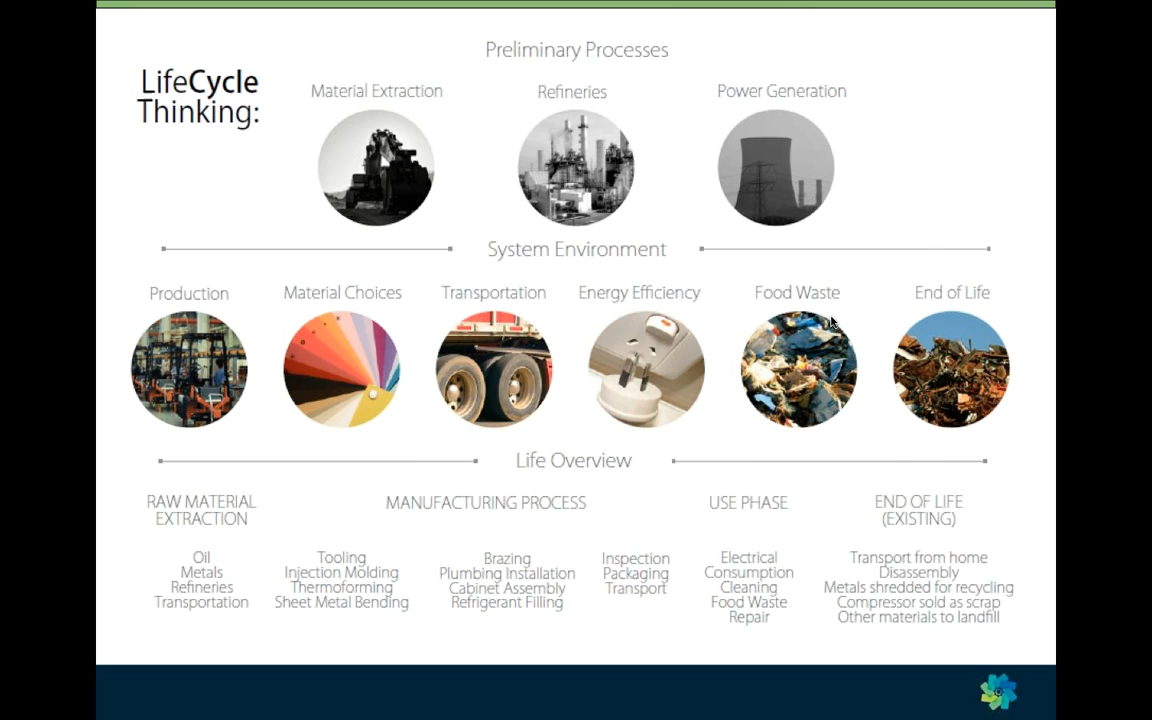 Preliminary Processes
LifeCycle
Thinking:
Material Extraction
Refineries
Power Generation
System Environment
Production
Material Choices
Transportation
Energy Efficiency
Food Waste
End of Life
Life Overview
RAW MATERIAL
EXTRACTION
Oil
Metals
Refineries
Transportation
MANUFACTURING PROCESS
Tooling
Injection Molding
Thermoforming
Sheet Metal Bending
Brazing
Plumbing Installation
Cabinet Assembly
Refrigerant Filling
Inspection
Packaging
Transport
USE PHASE
Electrical
Consumption
Cleaning
Food Waste
Repair
END OF LIFE
(EXISTING)
Transport from home
Disassembly
Metals shredded for recycling
Compressor sold as scrap
Other materials to landfill